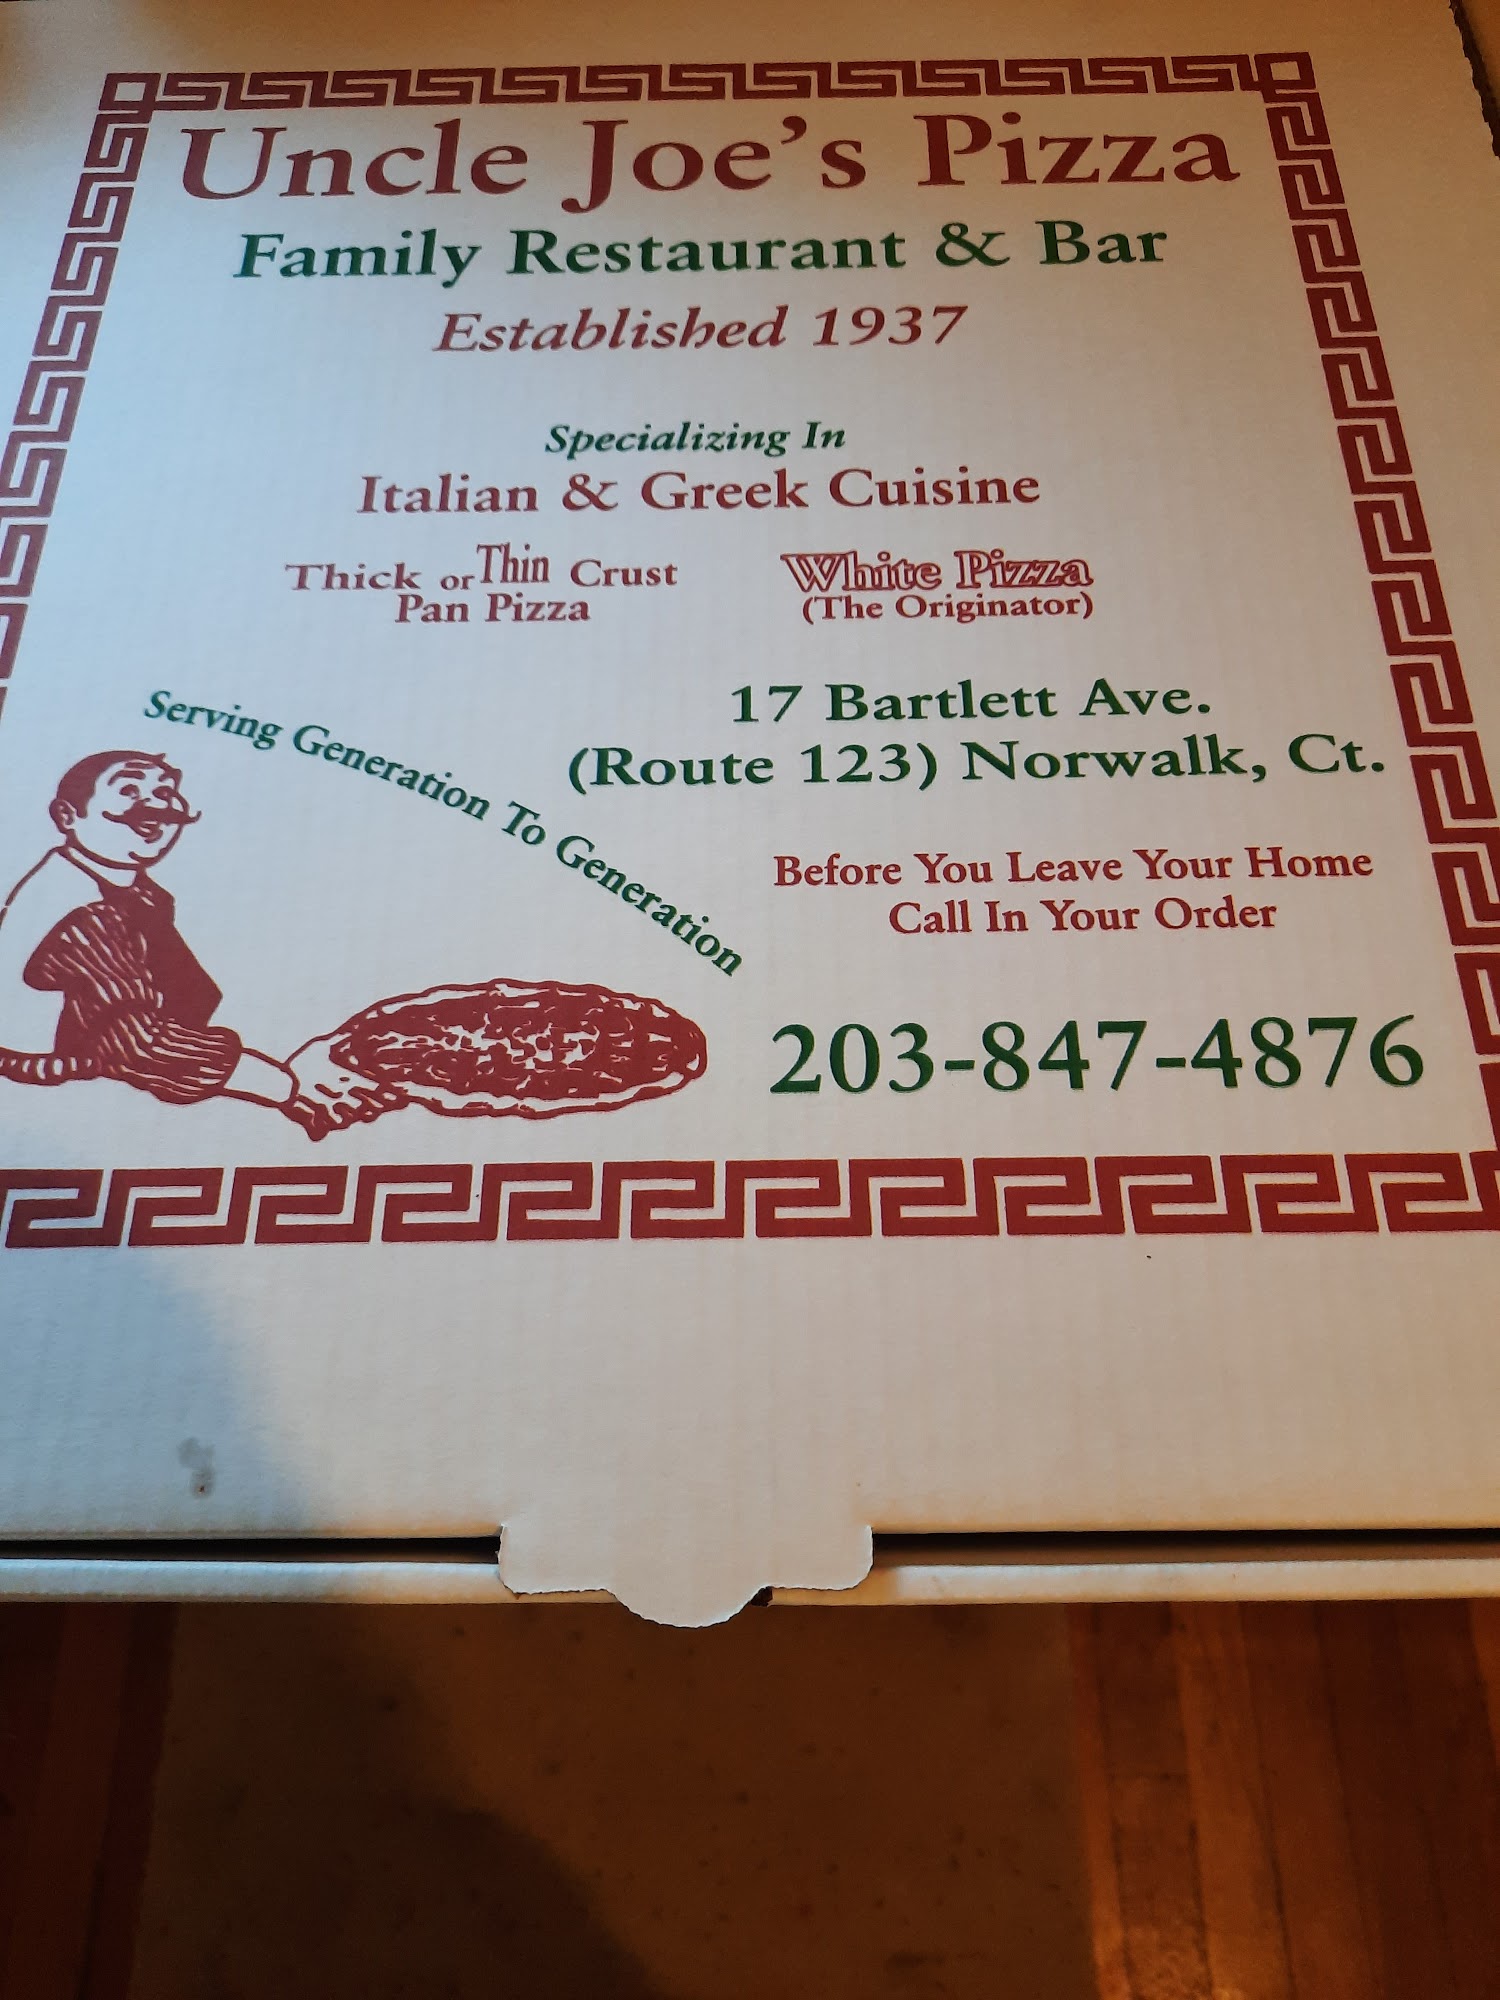 Uncle Joe's Pizza
Family Restaurant & Bar
Established 1937
Specializing In
Italian & Greek Cuisine
Thick or Thin Crust
Pan Pizza
White Pizza
(The Originator)
Serving Generation To Generation
17 Bartlett Ave.
(Route 123) Norwalk, Ct.
Before You Leave Your Home
Call In Your Order
203-847-4876